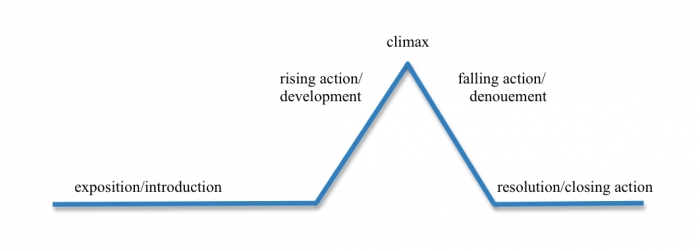 climax
rising action/
development
falling action/
denouement
exposition/introduction
resolution/closing action